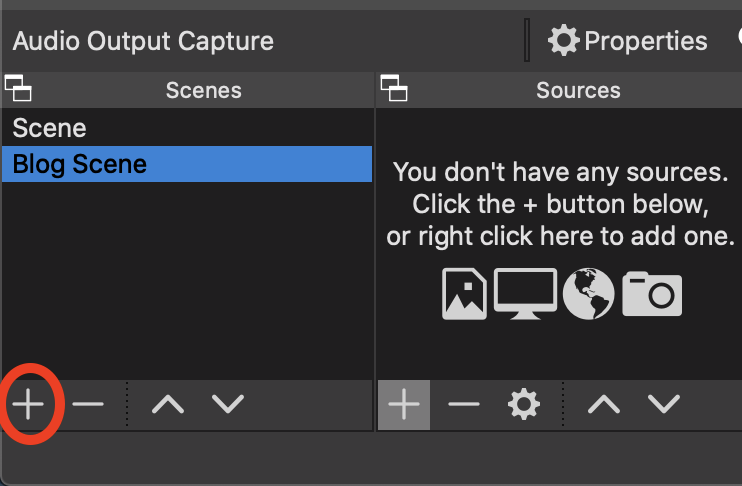 Audio Output Capture
Properties
Scenes
Sources
Scene
Blog Scene
You don't have any sources.
Click the + button below,
or right click here to add one.